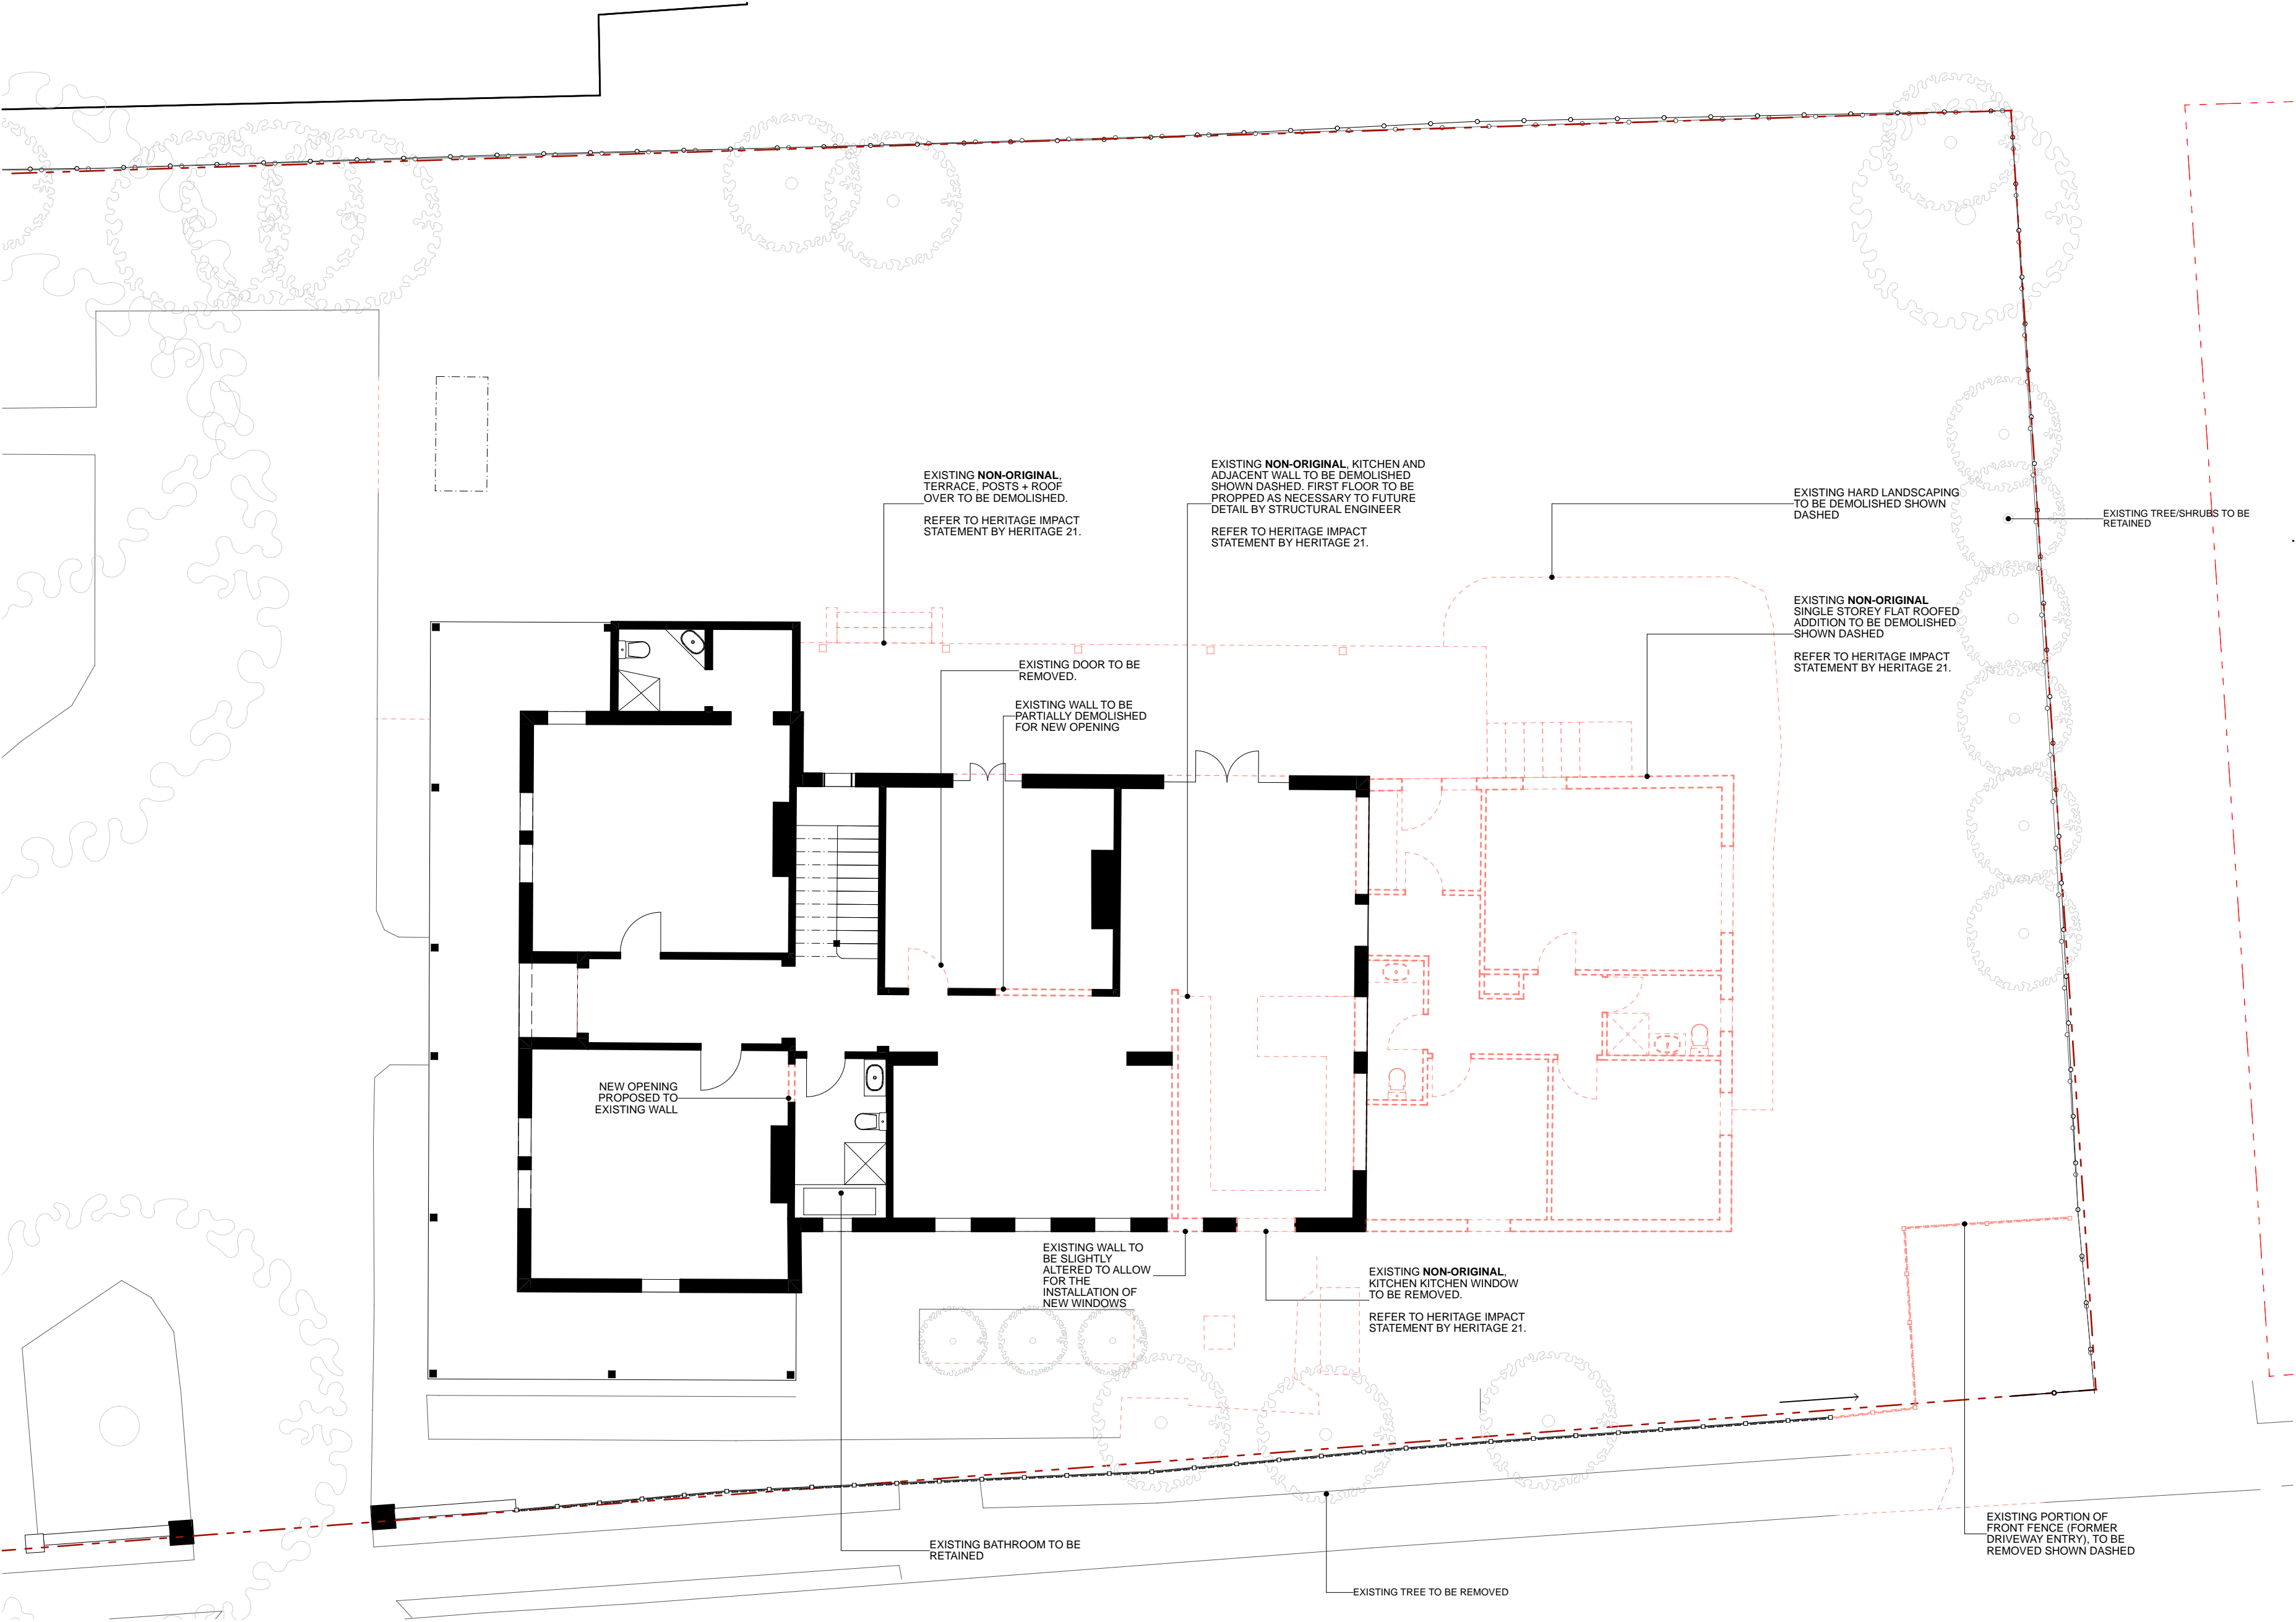 EXISTING NON-ORIGINAL,
TERRACE, POSTS + ROOF
OVER TO BE DEMOLISHED.
REFER TO HERITAGE IMPACT
STATEMENT BY HERITAGE 21.
EXISTING NON-ORIGINAL, KITCHEN AND
ADJACENT WALL TO BE DEMOLISHED
SHOWN DASHED. FIRST FLOOR TO BE
PROPPED AS NECESSARY TO FUTURE
DETAIL BY STRUCTURAL ENGINEER
REFER TO HERITAGE IMPACT
STATEMENT BY HERITAGE 21.
EXISTING HARD LANDSCAPING
TO BE DEMOLISHED SHOWN
DASHED
EXISTING TREE/SHRUBS TO BE
RETAINED
EXISTING NON-ORIGINAL
SINGLE STOREY FLAT ROOFED
ADDITION TO BE DEMOLISHED
SHOWN DASHED
REFER TO HERITAGE IMPACT
STATEMENT BY HERITAGE 21.
EXISTING DOOR TO BE
REMOVED.
EXISTING WALL TO BE
PARTIALLY DEMOLISHED
FOR NEW OPENING
NEW OPENING
PROPOSED TO
EXISTING WALL
EXISTING WALL TO
BE SLIGHTLY
ALTERED TO ALLOW
FOR THE
INSTALLATION OF
NEW WINDOWS
EXISTING NON-ORIGINAL,
KITCHEN KITCHEN WINDOW
TO BE REMOVED.
REFER TO HERITAGE IMPACT
STATEMENT BY HERITAGE 21.
EXISTING BATHROOM TO BE
RETAINED
EXISTING TREE TO BE REMOVED
EXISTING PORTION OF
FRONT FENCE (FORMER
DRIVEWAY ENTRY), TO BE
REMOVED SHOWN DASHED